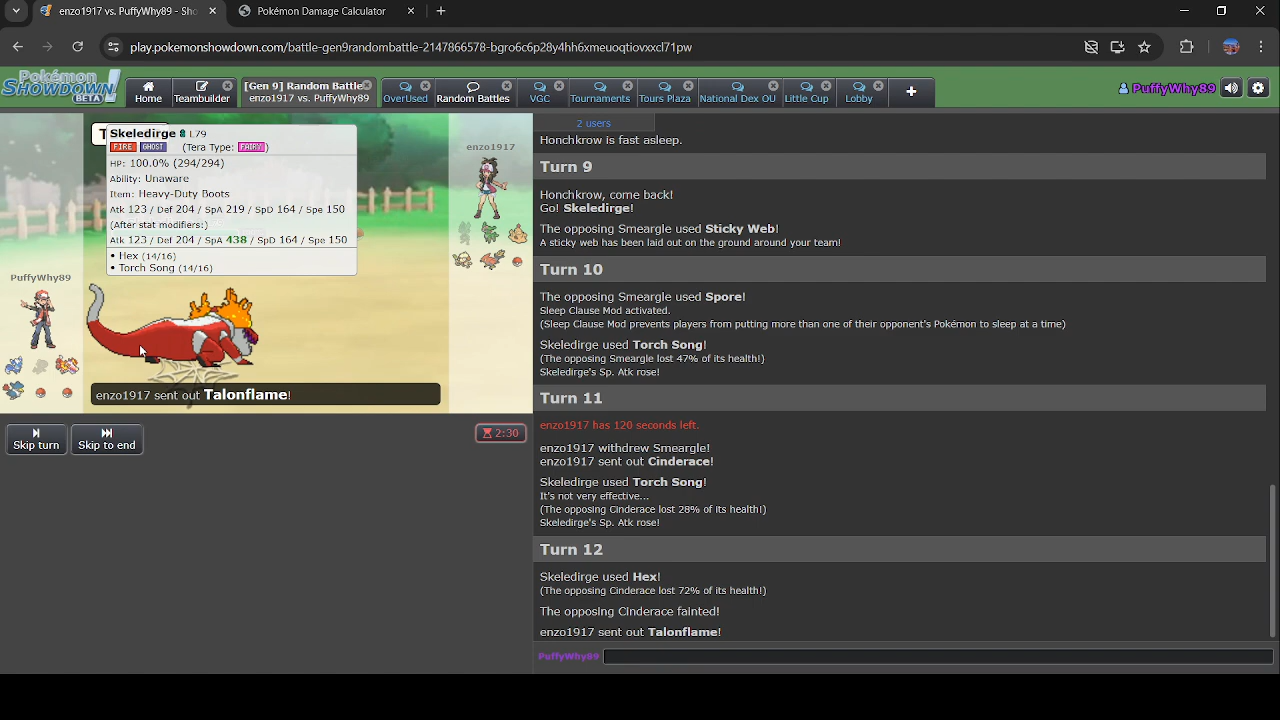 enzo1917 vs. PuffyWhy89 - Sho
Pokémon Damage Calculator
play.pokemonshowdown.com/battle-gen9randombattle-2147866578-bgro6c6p28y4hh6xmeuoqtiovxxcl71pw
Pokémon Showdown! BETA
Home
Teambuilder
[Gen 9] Random Battle
enzo1917 vs. PuffyWhy89
OverUsed
Random Battles
VGC
Tournaments
Tours Plaza
National Dex OU
Little Cup
Lobby
PuffyWhy89
2 users
T
Skeledirge L79
FIRE GHOST (Tera Type: FAIRY)
HP: 100.0% (294/294)
Ability: Unaware
Item: Heavy-Duty Boots
Atk 123 / Def 204 / SpA 219 / SpD 164 / Spe 150
(After stat modifiers:)
Atk 123 / Def 204 / SpA 438 / SpD 164 / Spe 150
• Hex (14/16)
• Torch Song (14/16)
enzo1917
PuffyWhy89
enzo1917 sent out Talonflame!
Skip turn
Skip to end
2:30
Honchkrow is fast asleep.
Turn 9
Honchkrow, come back!
Go! Skeledirge!
The opposing Smeargle used Sticky Web!
A sticky web has been laid out on the ground around your team!
Turn 10
The opposing Smeargle used Spore!
Sleep Clause Mod activated.
(Sleep Clause Mod prevents players from putting more than one of their opponent's Pokémon to sleep at a time)
Skeledirge used Torch Song!
(The opposing Smeargle lost 47% of its health!)
Skeledirge's Sp. Atk rose!
Turn 11
enzo1917 has 120 seconds left.
enzo1917 withdrew Smeargle!
enzo1917 sent out Cinderace!
Skeledirge used Torch Song!
It's not very effective...
(The opposing Cinderace lost 28% of its health!)
Skeledirge's Sp. Atk rose!
Turn 12
Skeledirge used Hex!
(The opposing Cinderace lost 72% of its health!)
The opposing Cinderace fainted!
enzo1917 sent out Talonflame!
PuffyWhy89